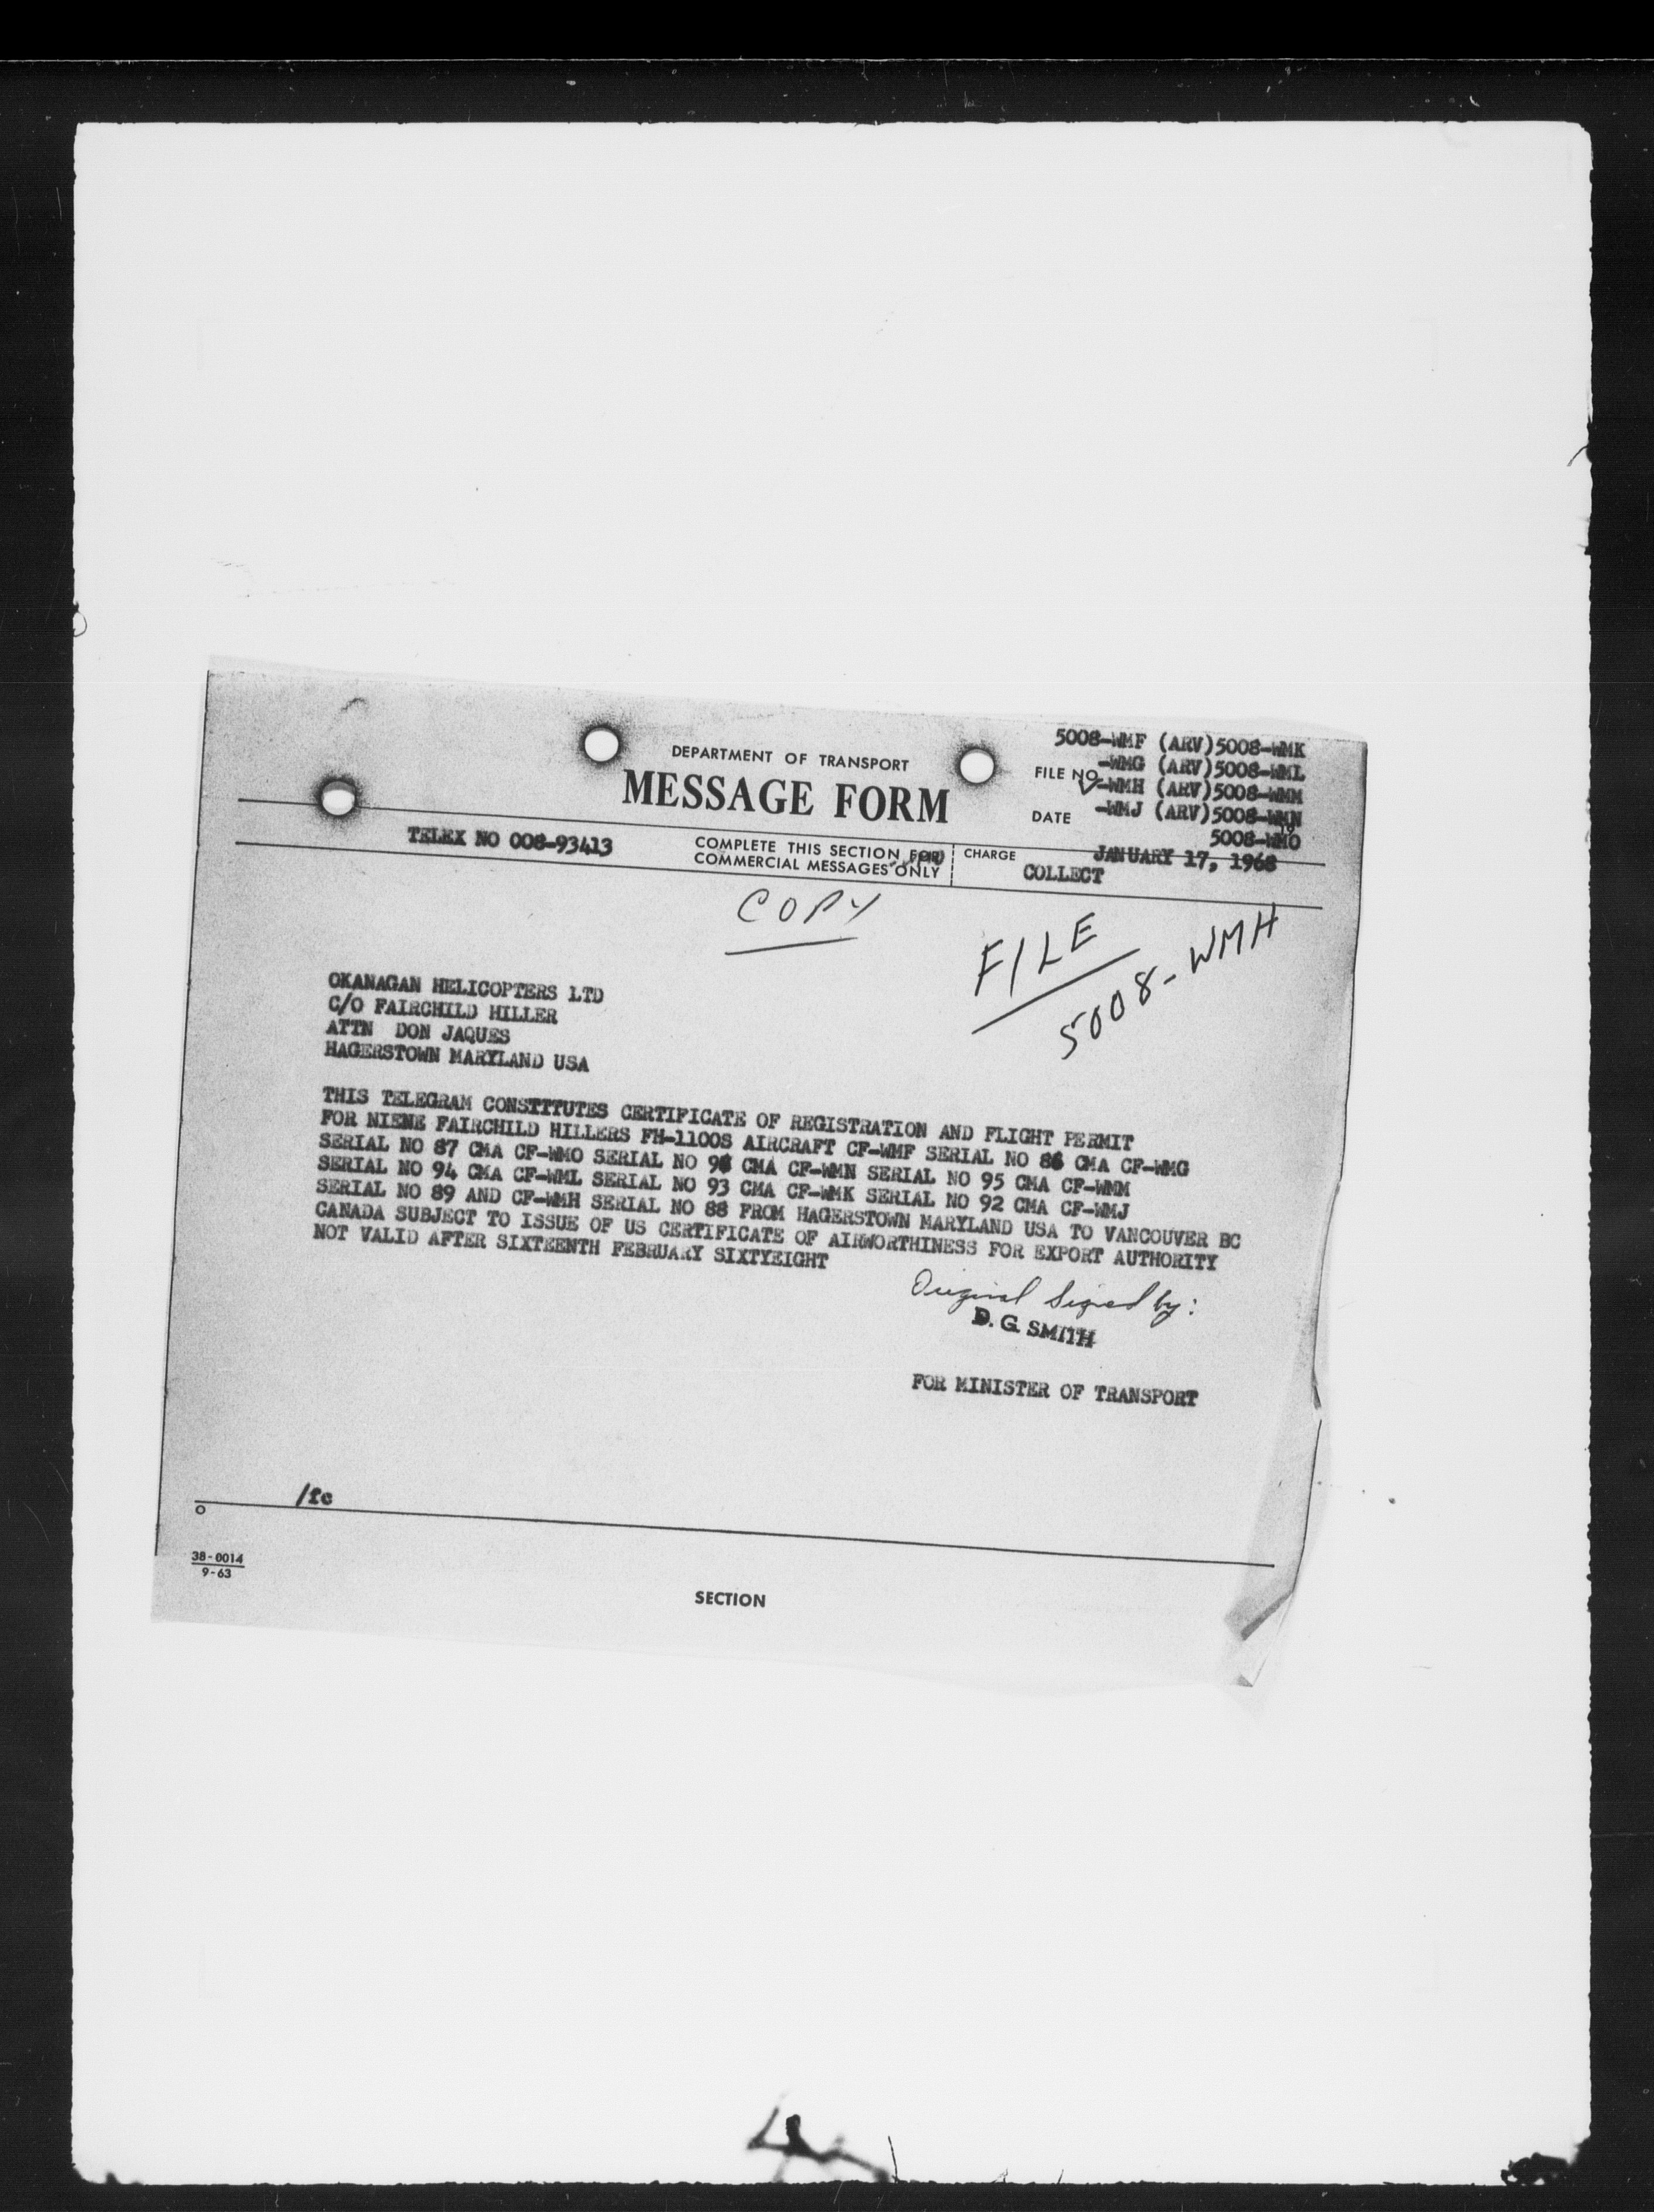 DEPARTMENT OF TRANSPORT
MESSAGE FORM
5008-WMF (ARV)5008-WMK
-WMG (ARV)5008-WML
FILE NO. -WMH (ARV)5008-WMM
DATE -WMJ (ARV)5008-WMN
5008-WMO
TELEX NO 008-93413
COMPLETE THIS SECTION FOR
COMMERCIAL MESSAGES ONLY
CHARGE
JANUARY 17, 1968
COLLECT
COPY
FILE
5008-WMH
OKANAGAN HELICOPTERS LTD
C/O FAIRCHILD HILLER
ATTN DON JAQUES
HAGERSTOWN MARYLAND USA
THIS TELEGRAM CONSTITUTES CERTIFICATE OF REGISTRATION AND FLIGHT PERMIT
FOR NIENE FAIRCHILD HILLERS FH-1100S AIRCRAFT CF-WMF SERIAL NO 86 CMA CF-WMG
SERIAL NO 87 CMA CF-WMO SERIAL NO CMA CF-WMN SERIAL NO 95 CMA CF-WMM
SERIAL NO 94 CMA CF-WML SERIAL NO 93 CMA CF-WMK SERIAL NO 92 CMA CF-WMJ
SERIAL NO 89 AND CF-WMH SERIAL NO 88 FROM HAGERSTOWN MARYLAND USA TO VANCOUVER BC
CANADA SUBJECT TO ISSUE OF US CERTIFICATE OF AIRWORTHINESS FOR EXPORT AUTHORITY
NOT VALID AFTER SIXTEENTH FEBRUARY SIXTYEIGHT
Original Signed by:
D. G. SMITH
FOR MINISTER OF TRANSPORT
/fc
O
38-0014
9-63
SECTION